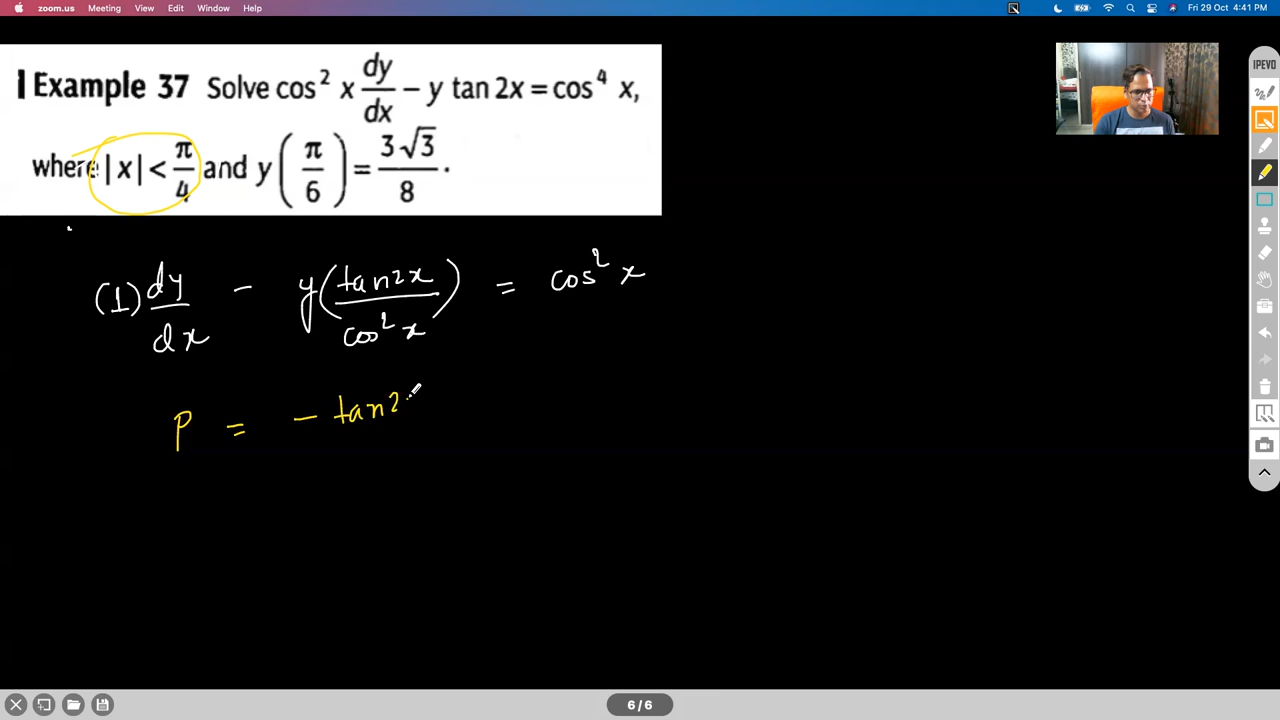 zoom.us Meeting View Edit Window Help Fri 29 Oct 4:41 PM
Example 37 Solve cos² x dy/dx − y tan 2x = cos⁴ x,
where |x| < π/4 and y(π/6) = 3√3/8.
(1) dy/dx − y(tan2x/cos²x) = cos² x
P = − tan2
IPEVO
6 / 6